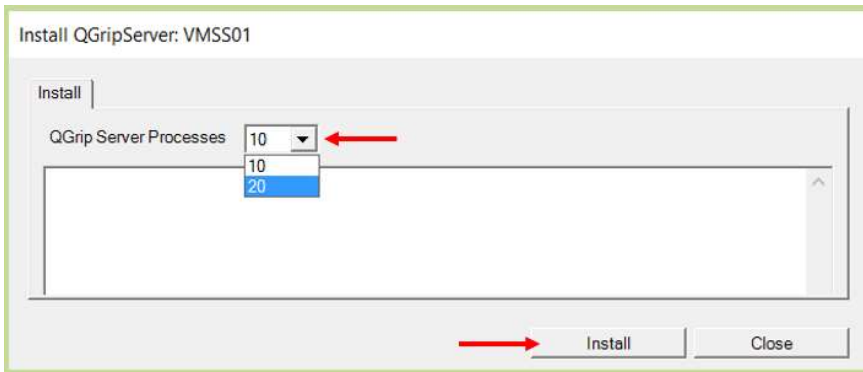 Install QGripServer: VMSS01
Install
QGrip Server Processes 10
10
20
Install Close